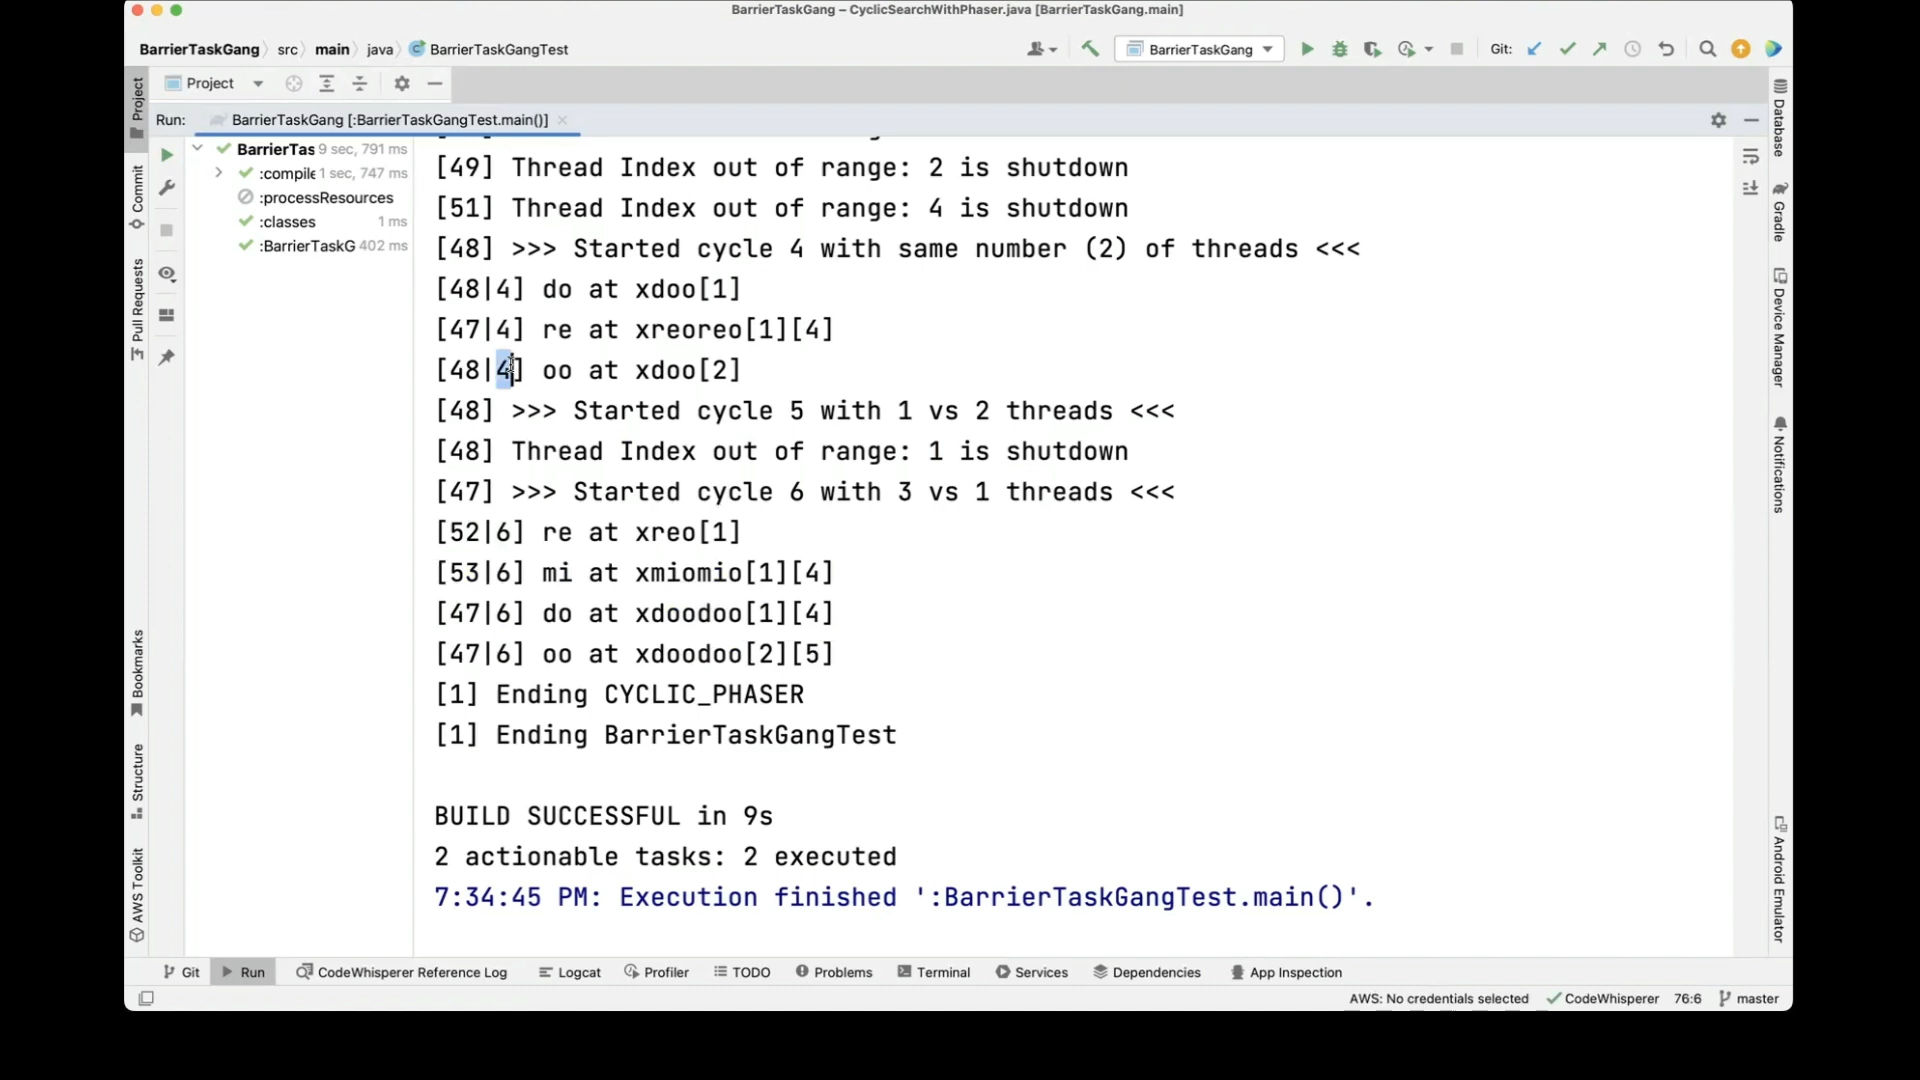 BarrierTaskGang – CyclicSearchWithPhaser.java [BarrierTaskGang.main]
BarrierTaskGang src main java BarrierTaskGangTest
BarrierTaskGang
Git:
Project
Run: BarrierTaskGang [:BarrierTaskGangTest.main()]
BarrierTas 9 sec, 791 ms
:compile 1 sec, 747 ms
:processResources
:classes 1 ms
:BarrierTaskG 402 ms
[49] Thread Index out of range: 2 is shutdown
[51] Thread Index out of range: 4 is shutdown
[48] >>> Started cycle 4 with same number (2) of threads <<<
[48|4] do at xdoo[1]
[47|4] re at xreoreo[1][4]
[48|4] oo at xdoo[2]
[48] >>> Started cycle 5 with 1 vs 2 threads <<<
[48] Thread Index out of range: 1 is shutdown
[47] >>> Started cycle 6 with 3 vs 1 threads <<<
[52|6] re at xreo[1]
[53|6] mi at xmiomio[1][4]
[47|6] do at xdoodoo[1][4]
[47|6] oo at xdoodoo[2][5]
[1] Ending CYCLIC_PHASER
[1] Ending BarrierTaskGangTest
BUILD SUCCESSFUL in 9s
2 actionable tasks: 2 executed
7:34:45 PM: Execution finished ':BarrierTaskGangTest.main()'.
Project
Commit
Pull Requests
Bookmarks
Structure
AWS Toolkit
Database
Gradle
Device Manager
Notifications
Android Emulator
Git Run CodeWhisperer Reference Log Logcat Profiler TODO Problems Terminal Services Dependencies App Inspection
AWS: No credentials selected CodeWhisperer 76:6 master